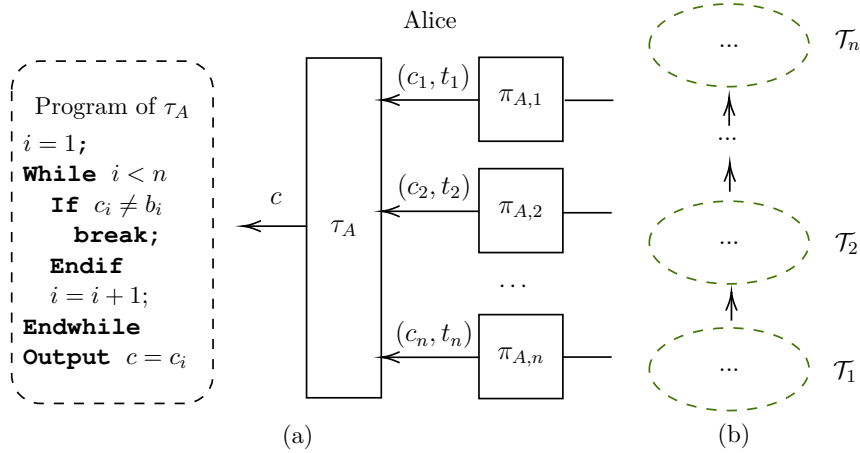 Alice
Program of τ_A
i = 1;
While i < n
If c_i ≠ b_i
break;
Endif
i = i + 1;
Endwhile
Output c = c_i
c
τ_A
(c_1, t_1)
π_{A,1}
(c_2, t_2)
π_{A,2}
...
(c_n, t_n)
π_{A,n}
(a)
...
𝒯_n
...
...
𝒯_2
...
𝒯_1
(b)